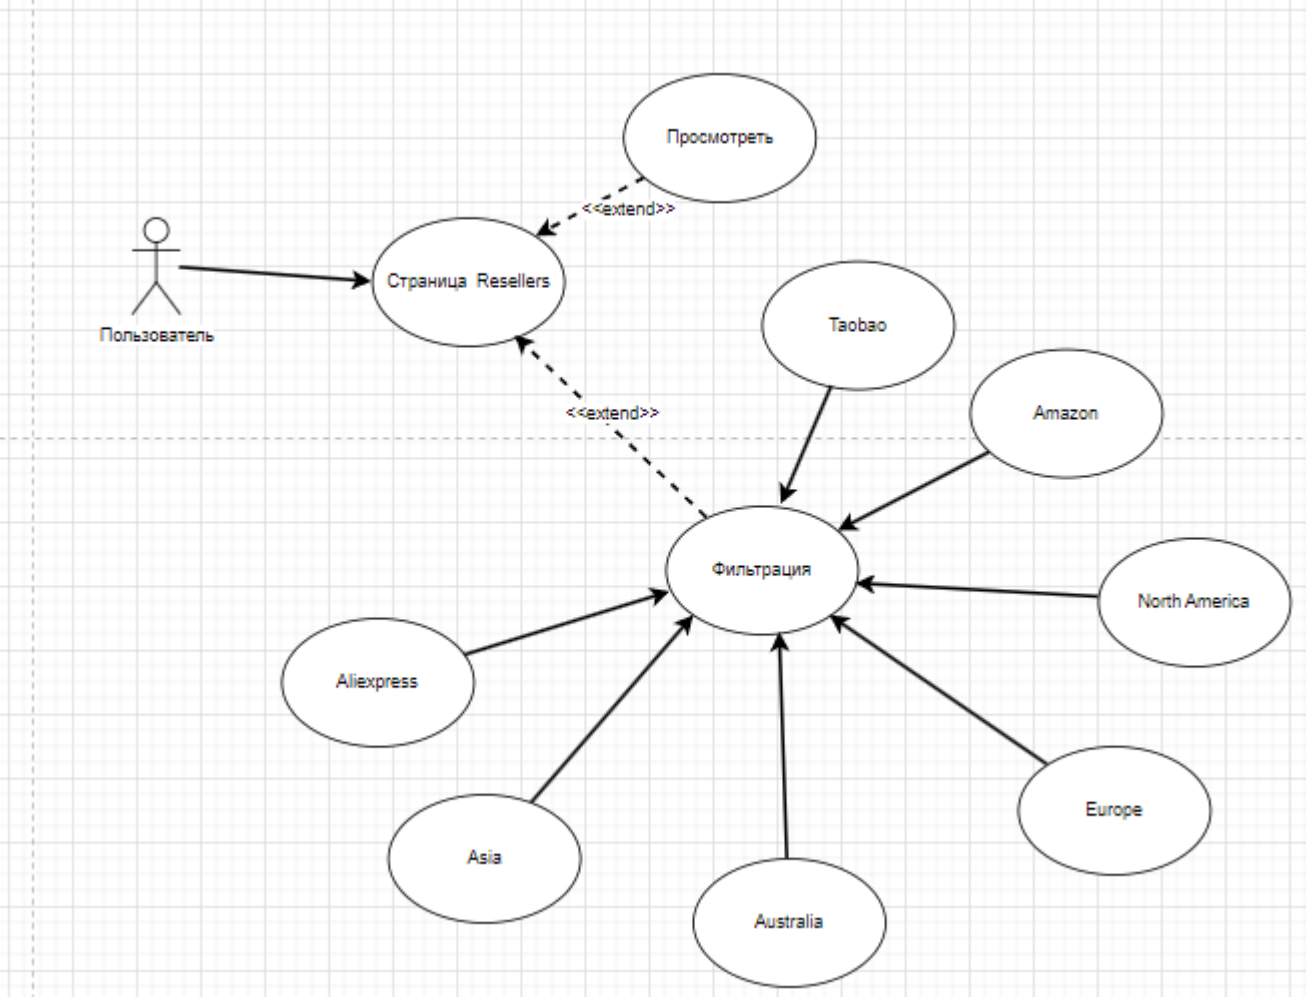 Просмотреть
<<extend>>
Страница Resellers
Пользователь
Taobao
<<extend>>
Amazon
Фильтрация
North America
Aliexpress
Europe
Asia
Australia